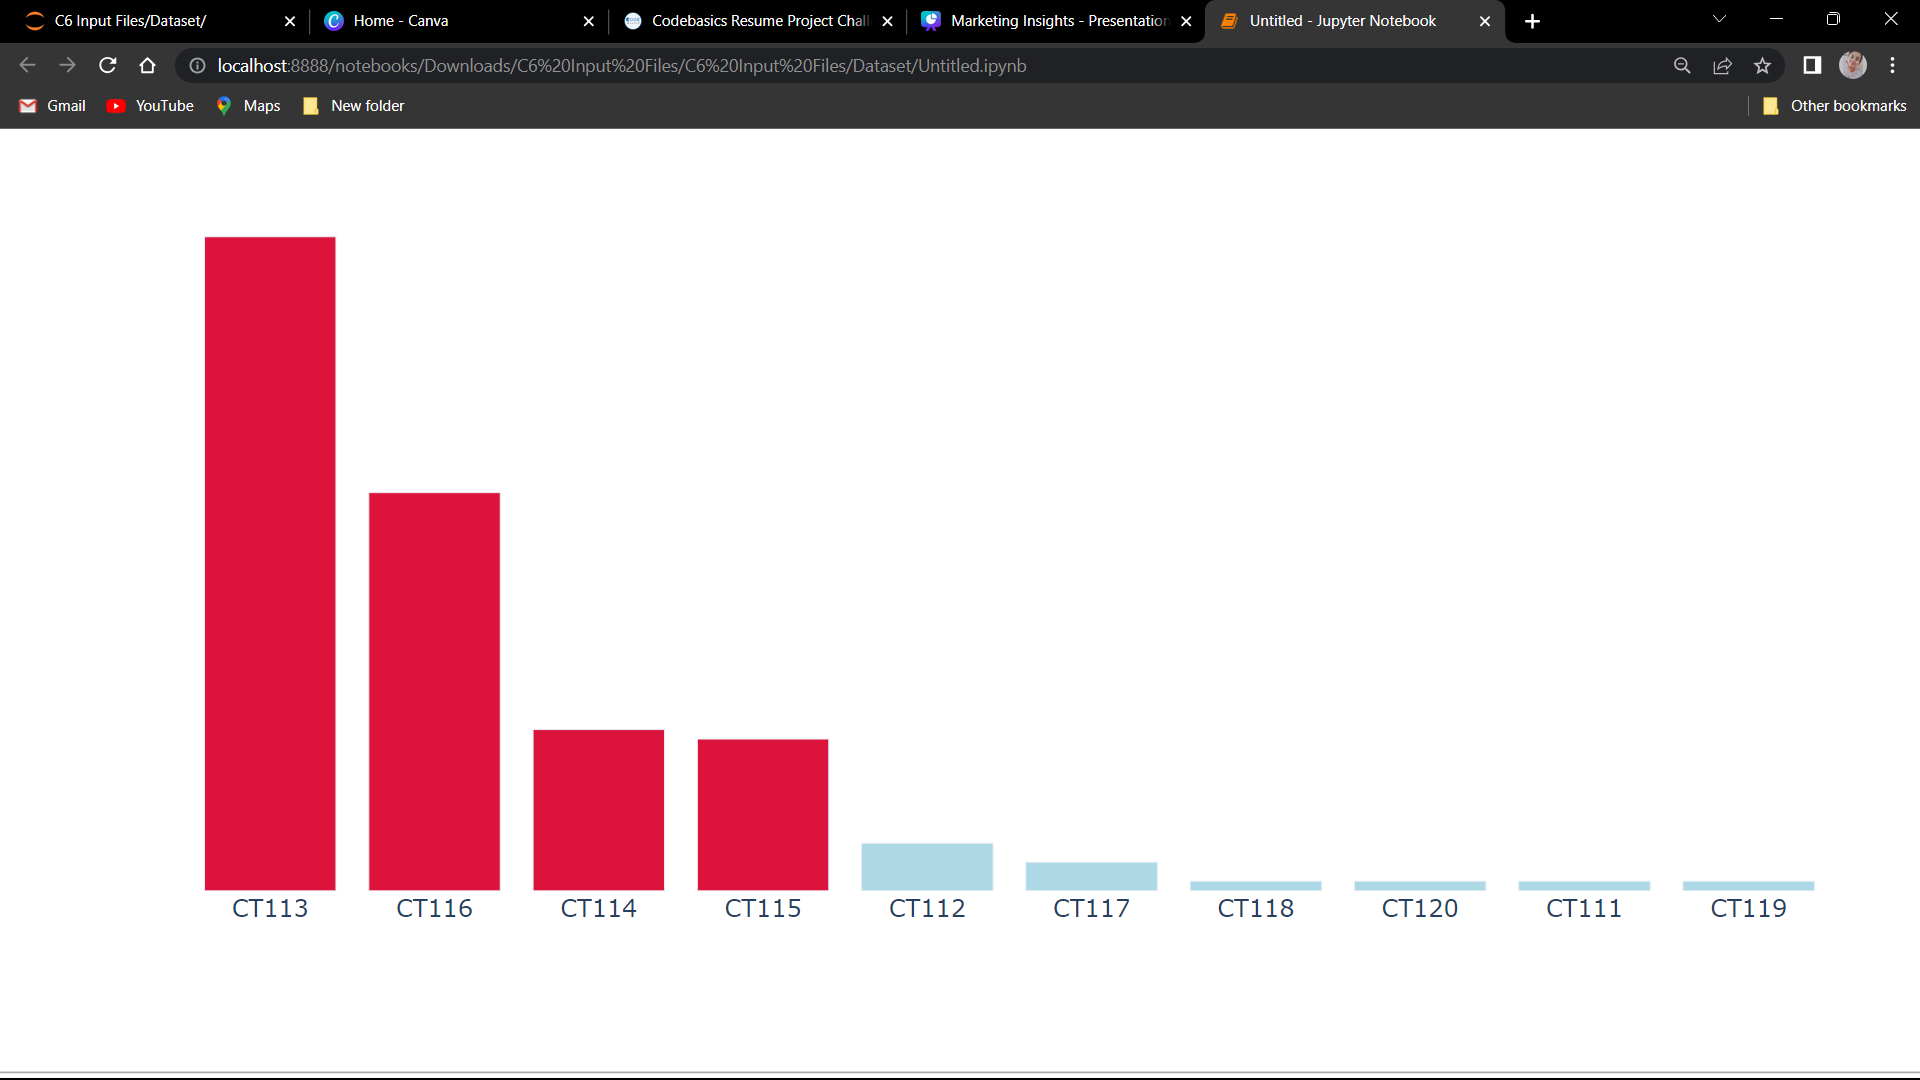 C6 Input Files/Dataset/
Home - Canva
Codebasics Resume Project Chall
Marketing Insights - Presentation
Untitled - Jupyter Notebook
localhost:8888/notebooks/Downloads/C6%20Input%20Files/C6%20Input%20Files/Dataset/Untitled.ipynb
Gmail
YouTube
Maps
New folder
Other bookmarks
CT113
CT116
CT114
CT115
CT112
CT117
CT118
CT120
CT111
CT119